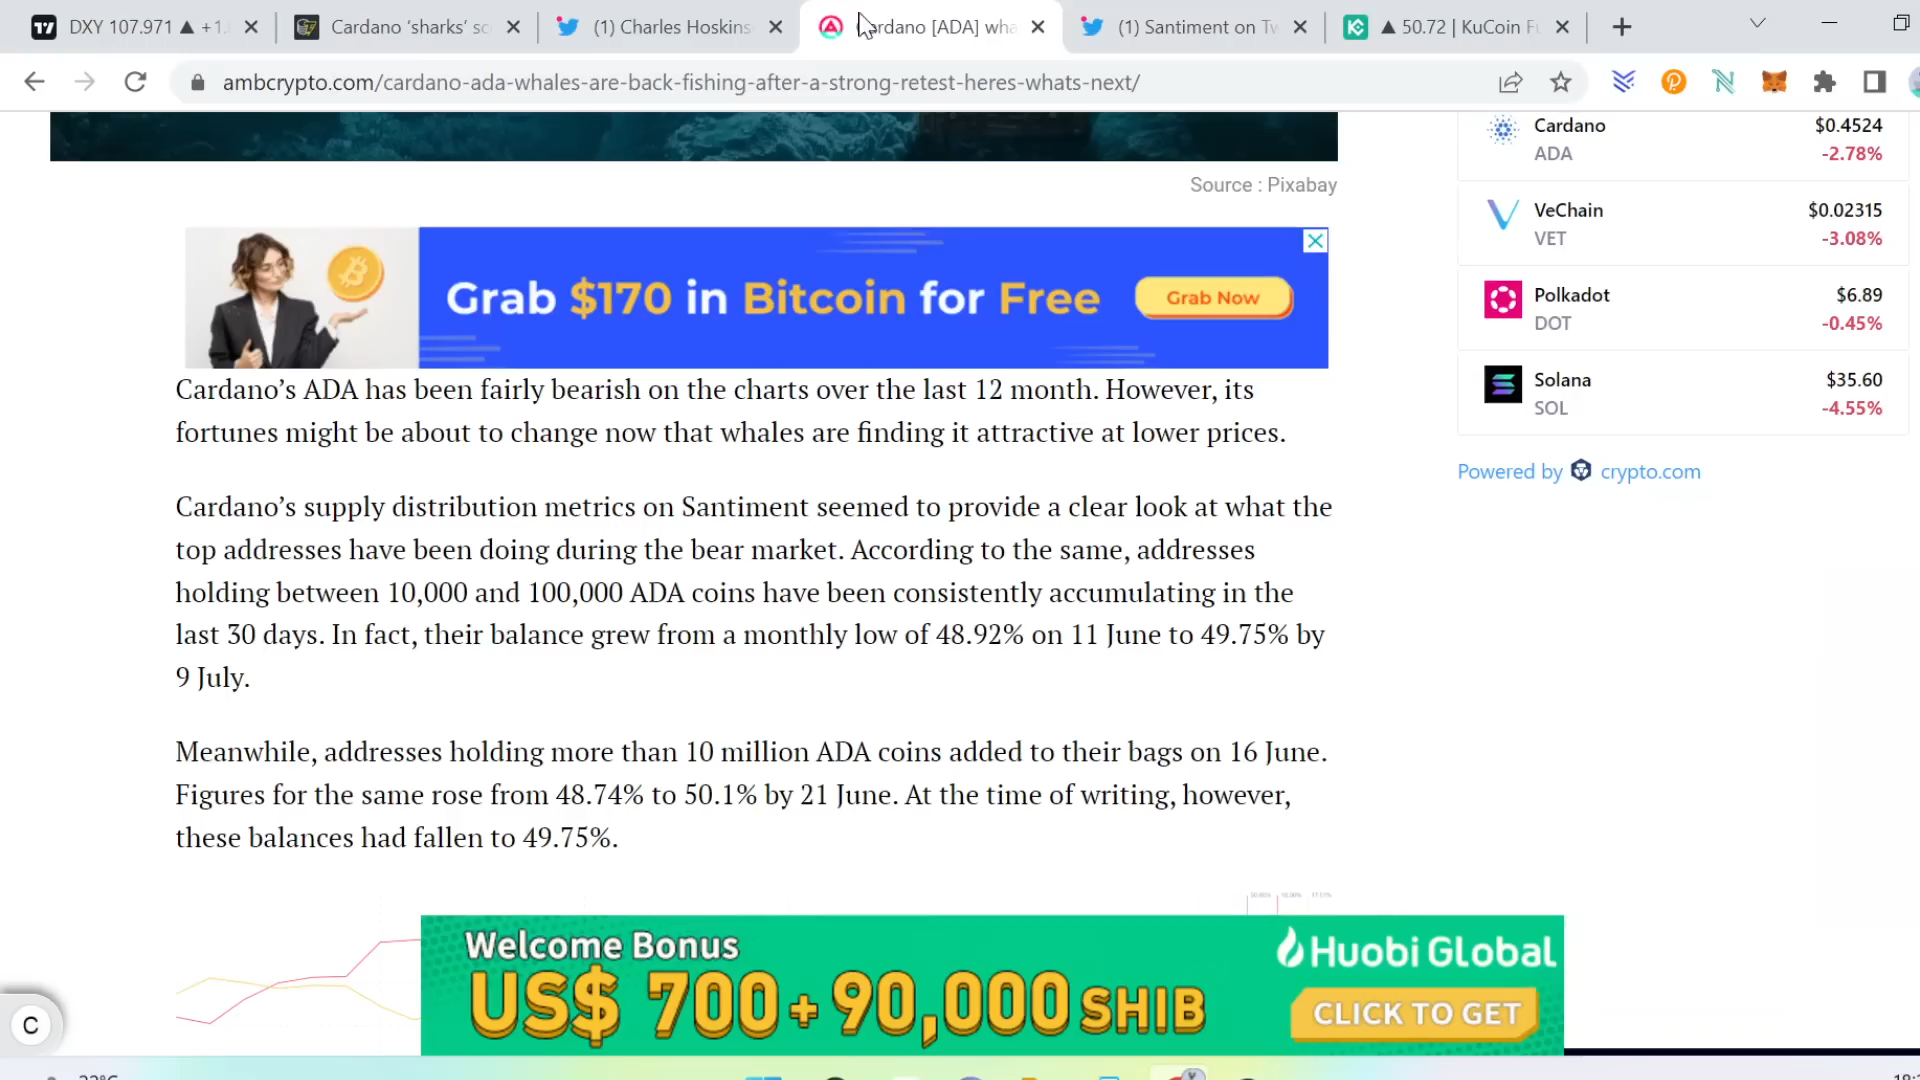 DXY 107.971 ▲ +1.
Cardano ‘sharks’ sc
(1) Charles Hoskins
Cardano [ADA] wha
(1) Santiment on Tw
▲ 50.72 | KuCoin Fu
ambcrypto.com/cardano-ada-whales-are-back-fishing-after-a-strong-retest-heres-whats-next/
Source : Pixabay
Grab $170 in Bitcoin for Free
Grab Now
Cardano’s ADA has been fairly bearish on the charts over the last 12 month. However, its
fortunes might be about to change now that whales are finding it attractive at lower prices.
Cardano’s supply distribution metrics on Santiment seemed to provide a clear look at what the
top addresses have been doing during the bear market. According to the same, addresses
holding between 10,000 and 100,000 ADA coins have been consistently accumulating in the
last 30 days. In fact, their balance grew from a monthly low of 48.92% on 11 June to 49.75% by
9 July.
Meanwhile, addresses holding more than 10 million ADA coins added to their bags on 16 June.
Figures for the same rose from 48.74% to 50.1% by 21 June. At the time of writing, however,
these balances had fallen to 49.75%.
Cardano $0.4524
ADA -2.78%
VeChain $0.02315
VET -3.08%
Polkadot $6.89
DOT -0.45%
Solana $35.60
SOL -4.55%
Powered by crypto.com
Welcome Bonus
US$ 700 + 90,000 SHIB
Huobi Global
CLICK TO GET
C